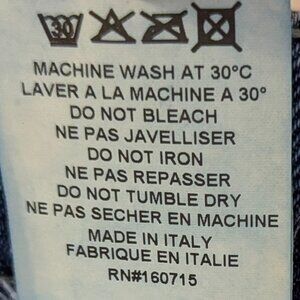 30
MACHINE WASH AT 30°C
LAVER A LA MACHINE A 30°
DO NOT BLEACH
NE PAS JAVELLISER
DO NOT IRON
NE PAS REPASSER
DO NOT TUMBLE DRY
NE PAS SECHER EN MACHINE
MADE IN ITALY
FABRIQUE EN ITALIE
RN#160715